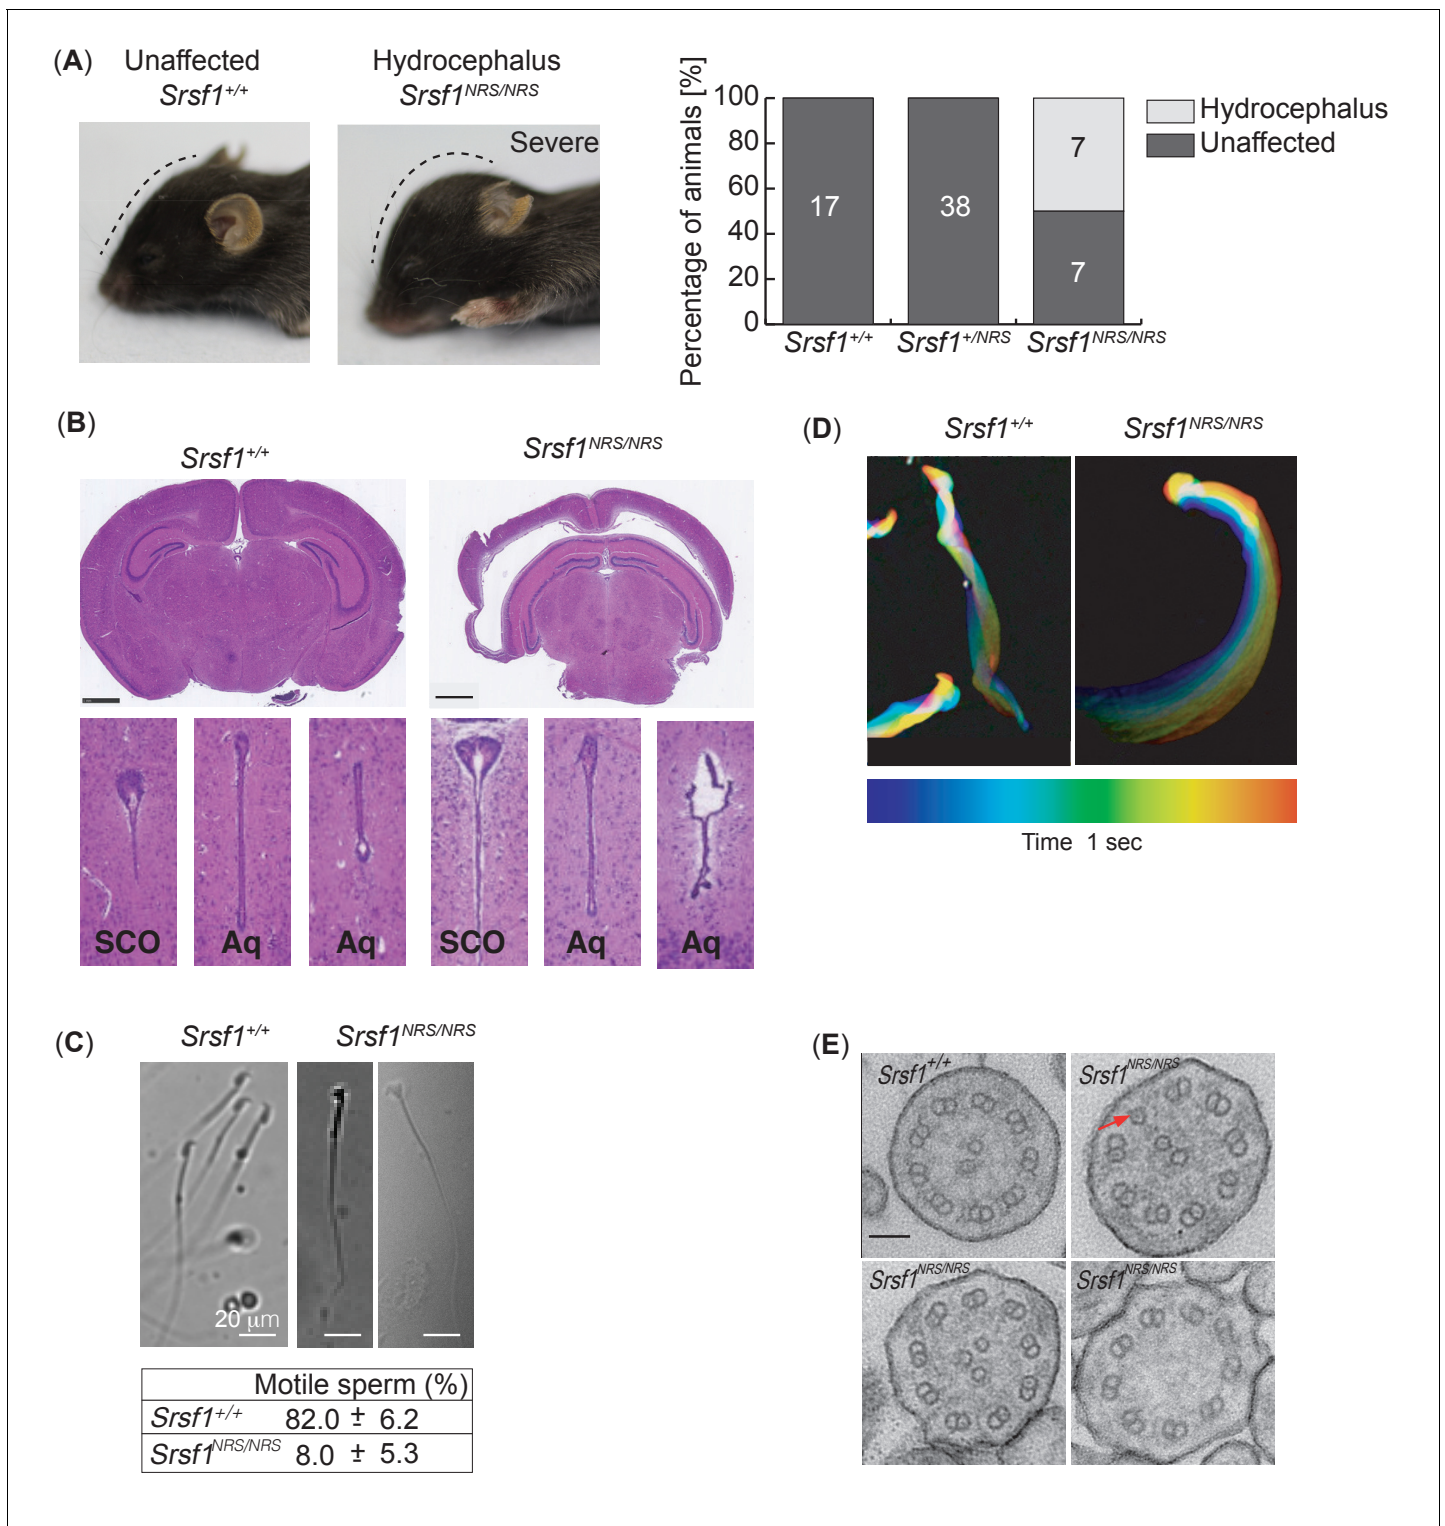 (A)
Unaffected
Srsf1+/+
Hydrocephalus
Srsf1NRS/NRS
Severe
Percentage of animals [%]
100
80
60
40
20
0
17
38
7
7
Srsf1+/+
Srsf1+/NRS
Srsf1NRS/NRS
Hydrocephalus
Unaffected
(B)
Srsf1+/+
Srsf1NRS/NRS
SCO
Aq
Aq
SCO
Aq
Aq
(D)
Srsf1+/+
Srsf1NRS/NRS
Time 1 sec
(C)
Srsf1+/+
Srsf1NRS/NRS
20 μm
Motile sperm (%)
Srsf1+/+ 82.0 ± 6.2
Srsf1NRS/NRS 8.0 ± 5.3
(E)
Srsf1+/+
Srsf1NRS/NRS
Srsf1NRS/NRS
Srsf1NRS/NRS